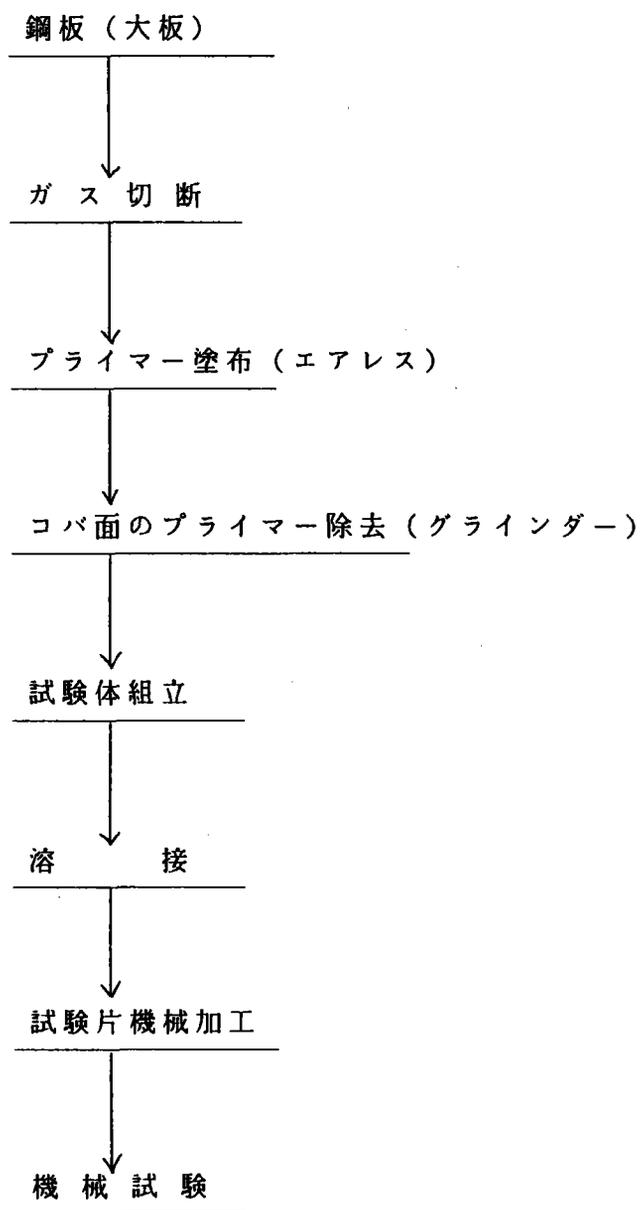 鋼板（大板）
ガス切断
プライマー塗布（エアレス）
コバ面のプライマー除去（グラインダー）
試験体組立
溶接
試験片機械加工
機械試験